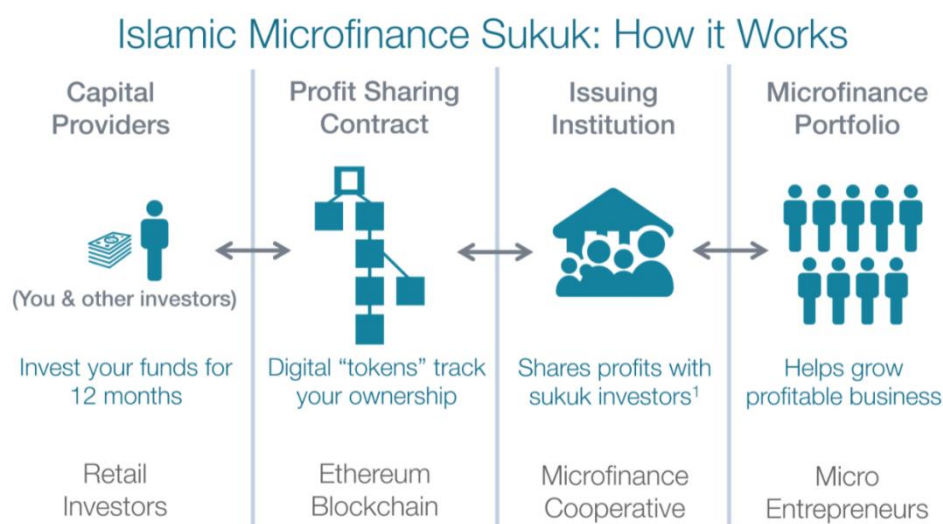 Islamic Microfinance Sukuk: How it Works
Capital
Providers
Profit Sharing
Contract
Issuing
Institution
Microfinance
Portfolio
(You & other investors)
Invest your funds for
12 months
Digital “tokens” track
your ownership
Shares profits with
sukuk investors¹
Helps grow
profitable business
Retail
Investors
Ethereum
Blockchain
Microfinance
Cooperative
Micro
Entrepreneurs